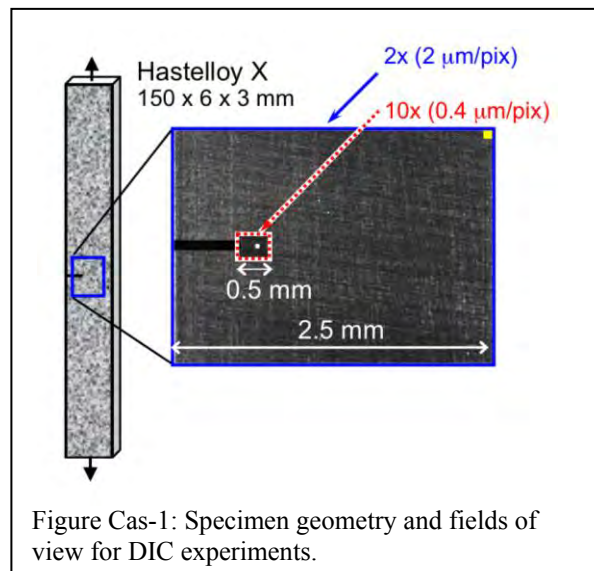 Hastelloy X
150 x 6 x 3 mm
2x (2 μm/pix)
10x (0.4 μm/pix)
0.5 mm
2.5 mm
Figure Cas-1: Specimen geometry and fields of
view for DIC experiments.